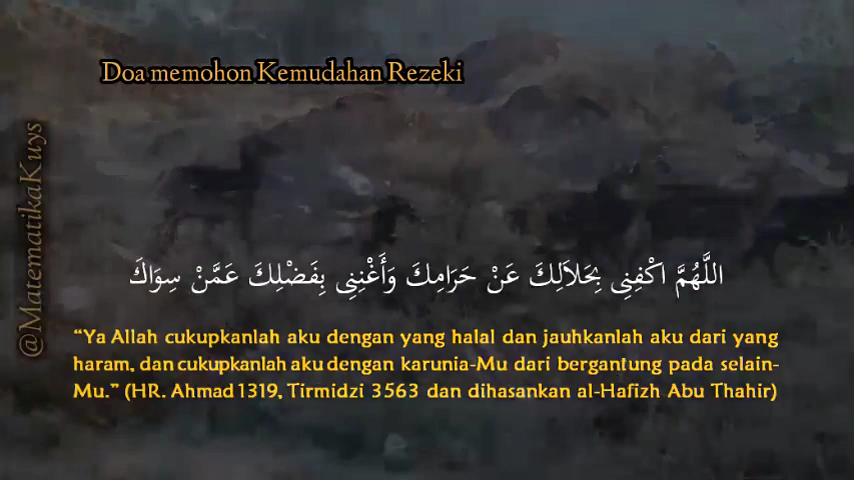 Doa memohon Kemudahan Rezeki
@MatematikaKuys
اللَّهُمَّ اكْفِنِى بِحَلاَلِكَ عَنْ حَرَامِكَ وَأَغْنِنِى بِفَضْلِكَ عَمَّنْ سِوَاكَ
“Ya Allah cukupkanlah aku dengan yang halal dan jauhkanlah aku dari yang
haram, dan cukupkanlah aku dengan karunia-Mu dari bergantung pada selain-
Mu.” (HR. Ahmad 1319, Tirmidzi 3563 dan dihasankan al-Hafizh Abu Thahir)